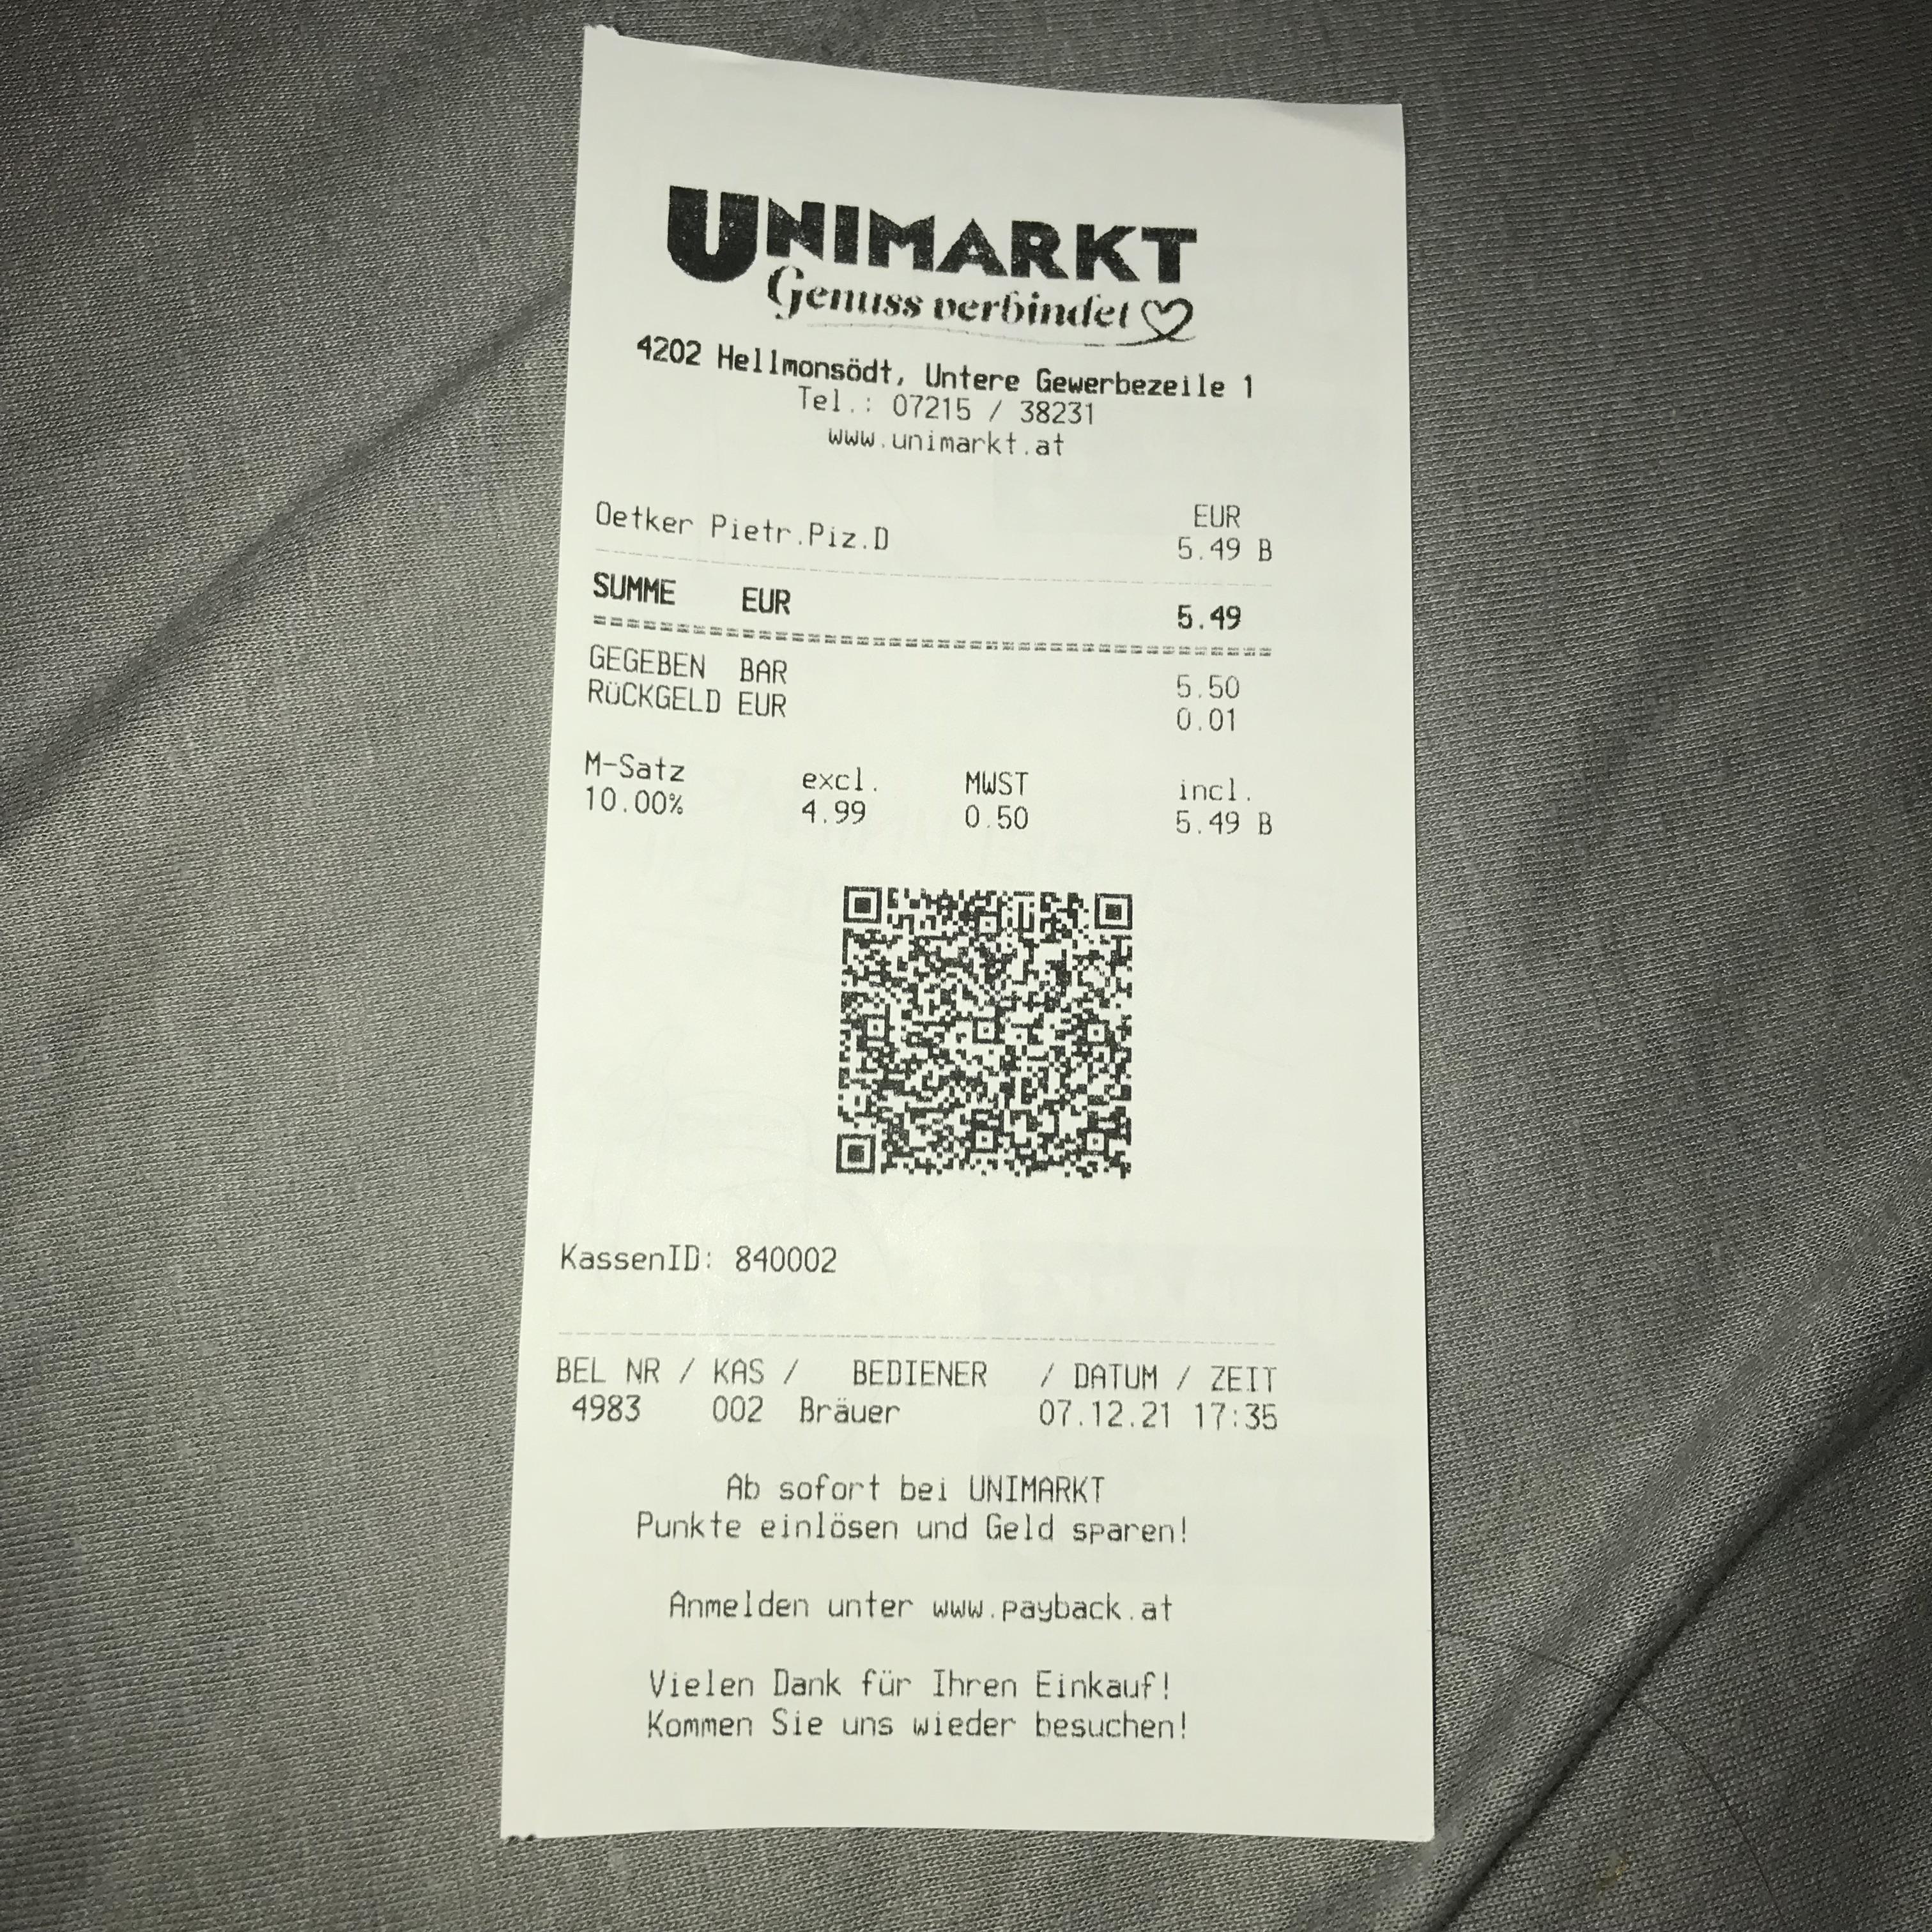 UNIMARKT
Genuss verbindet
4202 Hellmonsödt, Untere Gewerbezeile 1
Tel.: 07215 / 38231
www.unimarkt.at
EUR
Oetker Pietr.Piz.D 5.49 B
SUMME EUR 5.49
GEGEBEN BAR 5.50
RÜCKGELD EUR 0.01
M-Satz excl. MWST incl.
10.00% 4.99 0.50 5.49 B
KassenID: 840002
BEL NR / KAS / BEDIENER / DATUM / ZEIT
4983 002 Bräuer 07.12.21 17:35
Ab sofort bei UNIMARKT
Punkte einlösen und Geld sparen!
Anmelden unter www.payback.at
Vielen Dank für Ihren Einkauf!
Kommen Sie uns wieder besuchen!